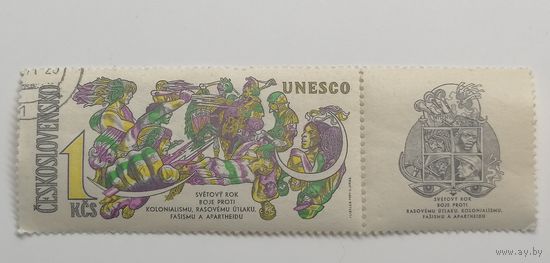 ČESKOSLOVENSKO
1
KČS
UNESCO
SVĚTOVÝ ROK
BOJE PROTI
KOLONIALISMU, RASOVÉMU ÚTLAKU,
FAŠISMU A APARTHEIDU
SVĚTOVÝ ROK
BOJE PROTI
KOLONIALISMU, RASOVÉMU ÚTLAKU,
FAŠISMU A APARTHEIDU
www.ay.by